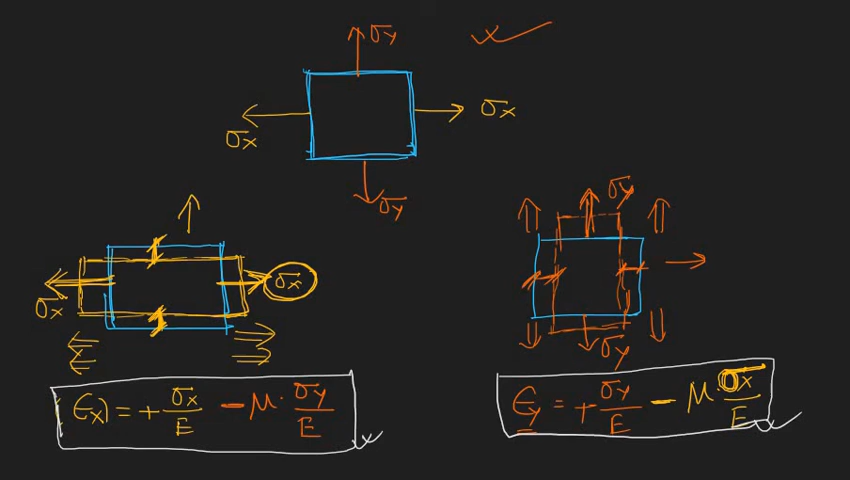 σy
σx
σx
σy
σy
σx
σx
σy
ϵx = + σx/E - μ · σy/E
ϵy = + σy/E - μ · σx/E